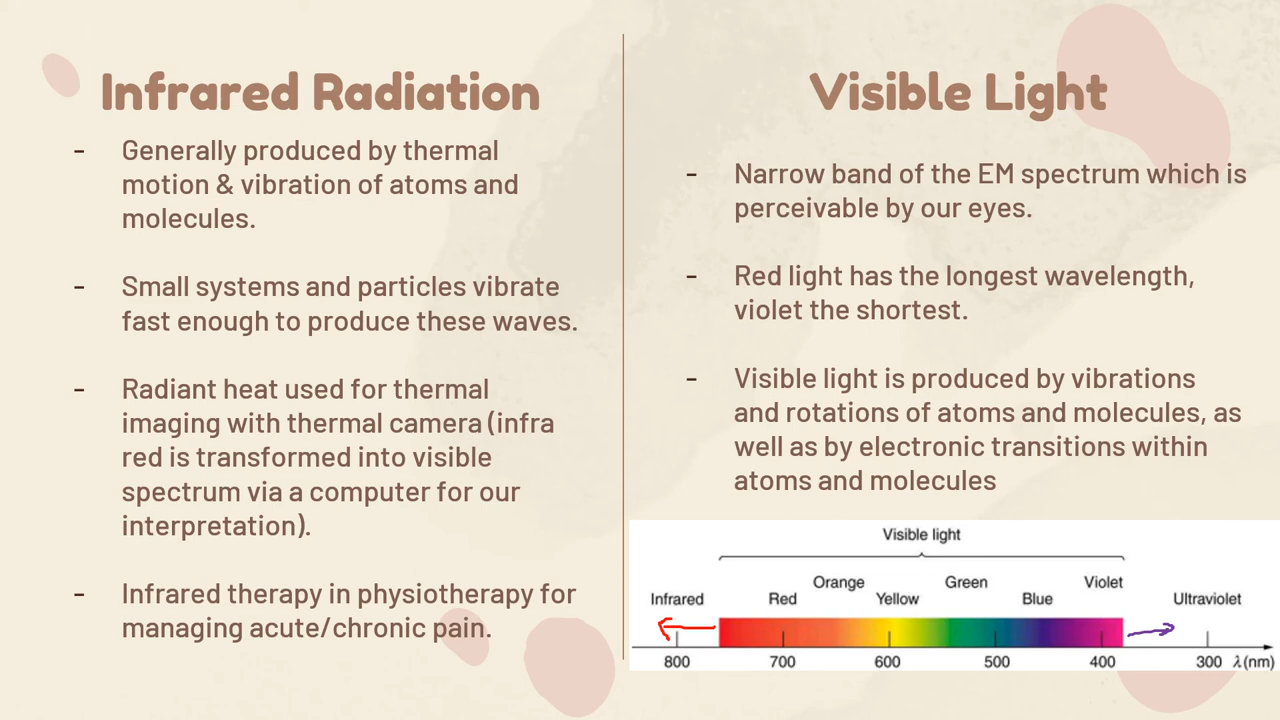 Infrared Radiation
- Generally produced by thermal
motion & vibration of atoms and
molecules.
- Small systems and particles vibrate
fast enough to produce these waves.
- Radiant heat used for thermal
imaging with thermal camera (infra
red is transformed into visible
spectrum via a computer for our
interpretation).
- Infrared therapy in physiotherapy for
managing acute/chronic pain.
Visible Light
- Narrow band of the EM spectrum which is
perceivable by our eyes.
- Red light has the longest wavelength,
violet the shortest.
- Visible light is produced by vibrations
and rotations of atoms and molecules, as
well as by electronic transitions within
atoms and molecules
Visible light
Orange Green Violet
Infrared Red Yellow Blue Ultraviolet
800 700 600 500 400 300 λ(nm)